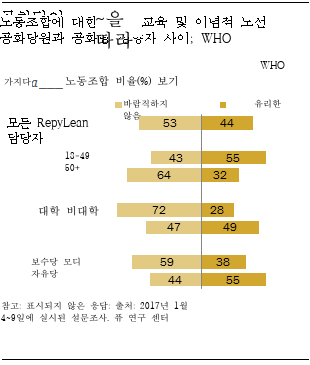 노동조합에 대한 을 교육 및 이념적 노선
공화당원과 공화 자 사이; WHO
WHO
가지다 a ____ 노동조합 비율(%) 보기
바람직하지 않음
유리한
모든 RepyLean
담당자
53 44
18-49 43 55
50+ 64 32
대학 비대학 72 28
47 49
보수당 모디 59 38
자유당 44 55
참고: 표시되지 않은 응답: 출처: 2017년 1월
4~9일에 실시된 설문조사. 퓨 연구 센터